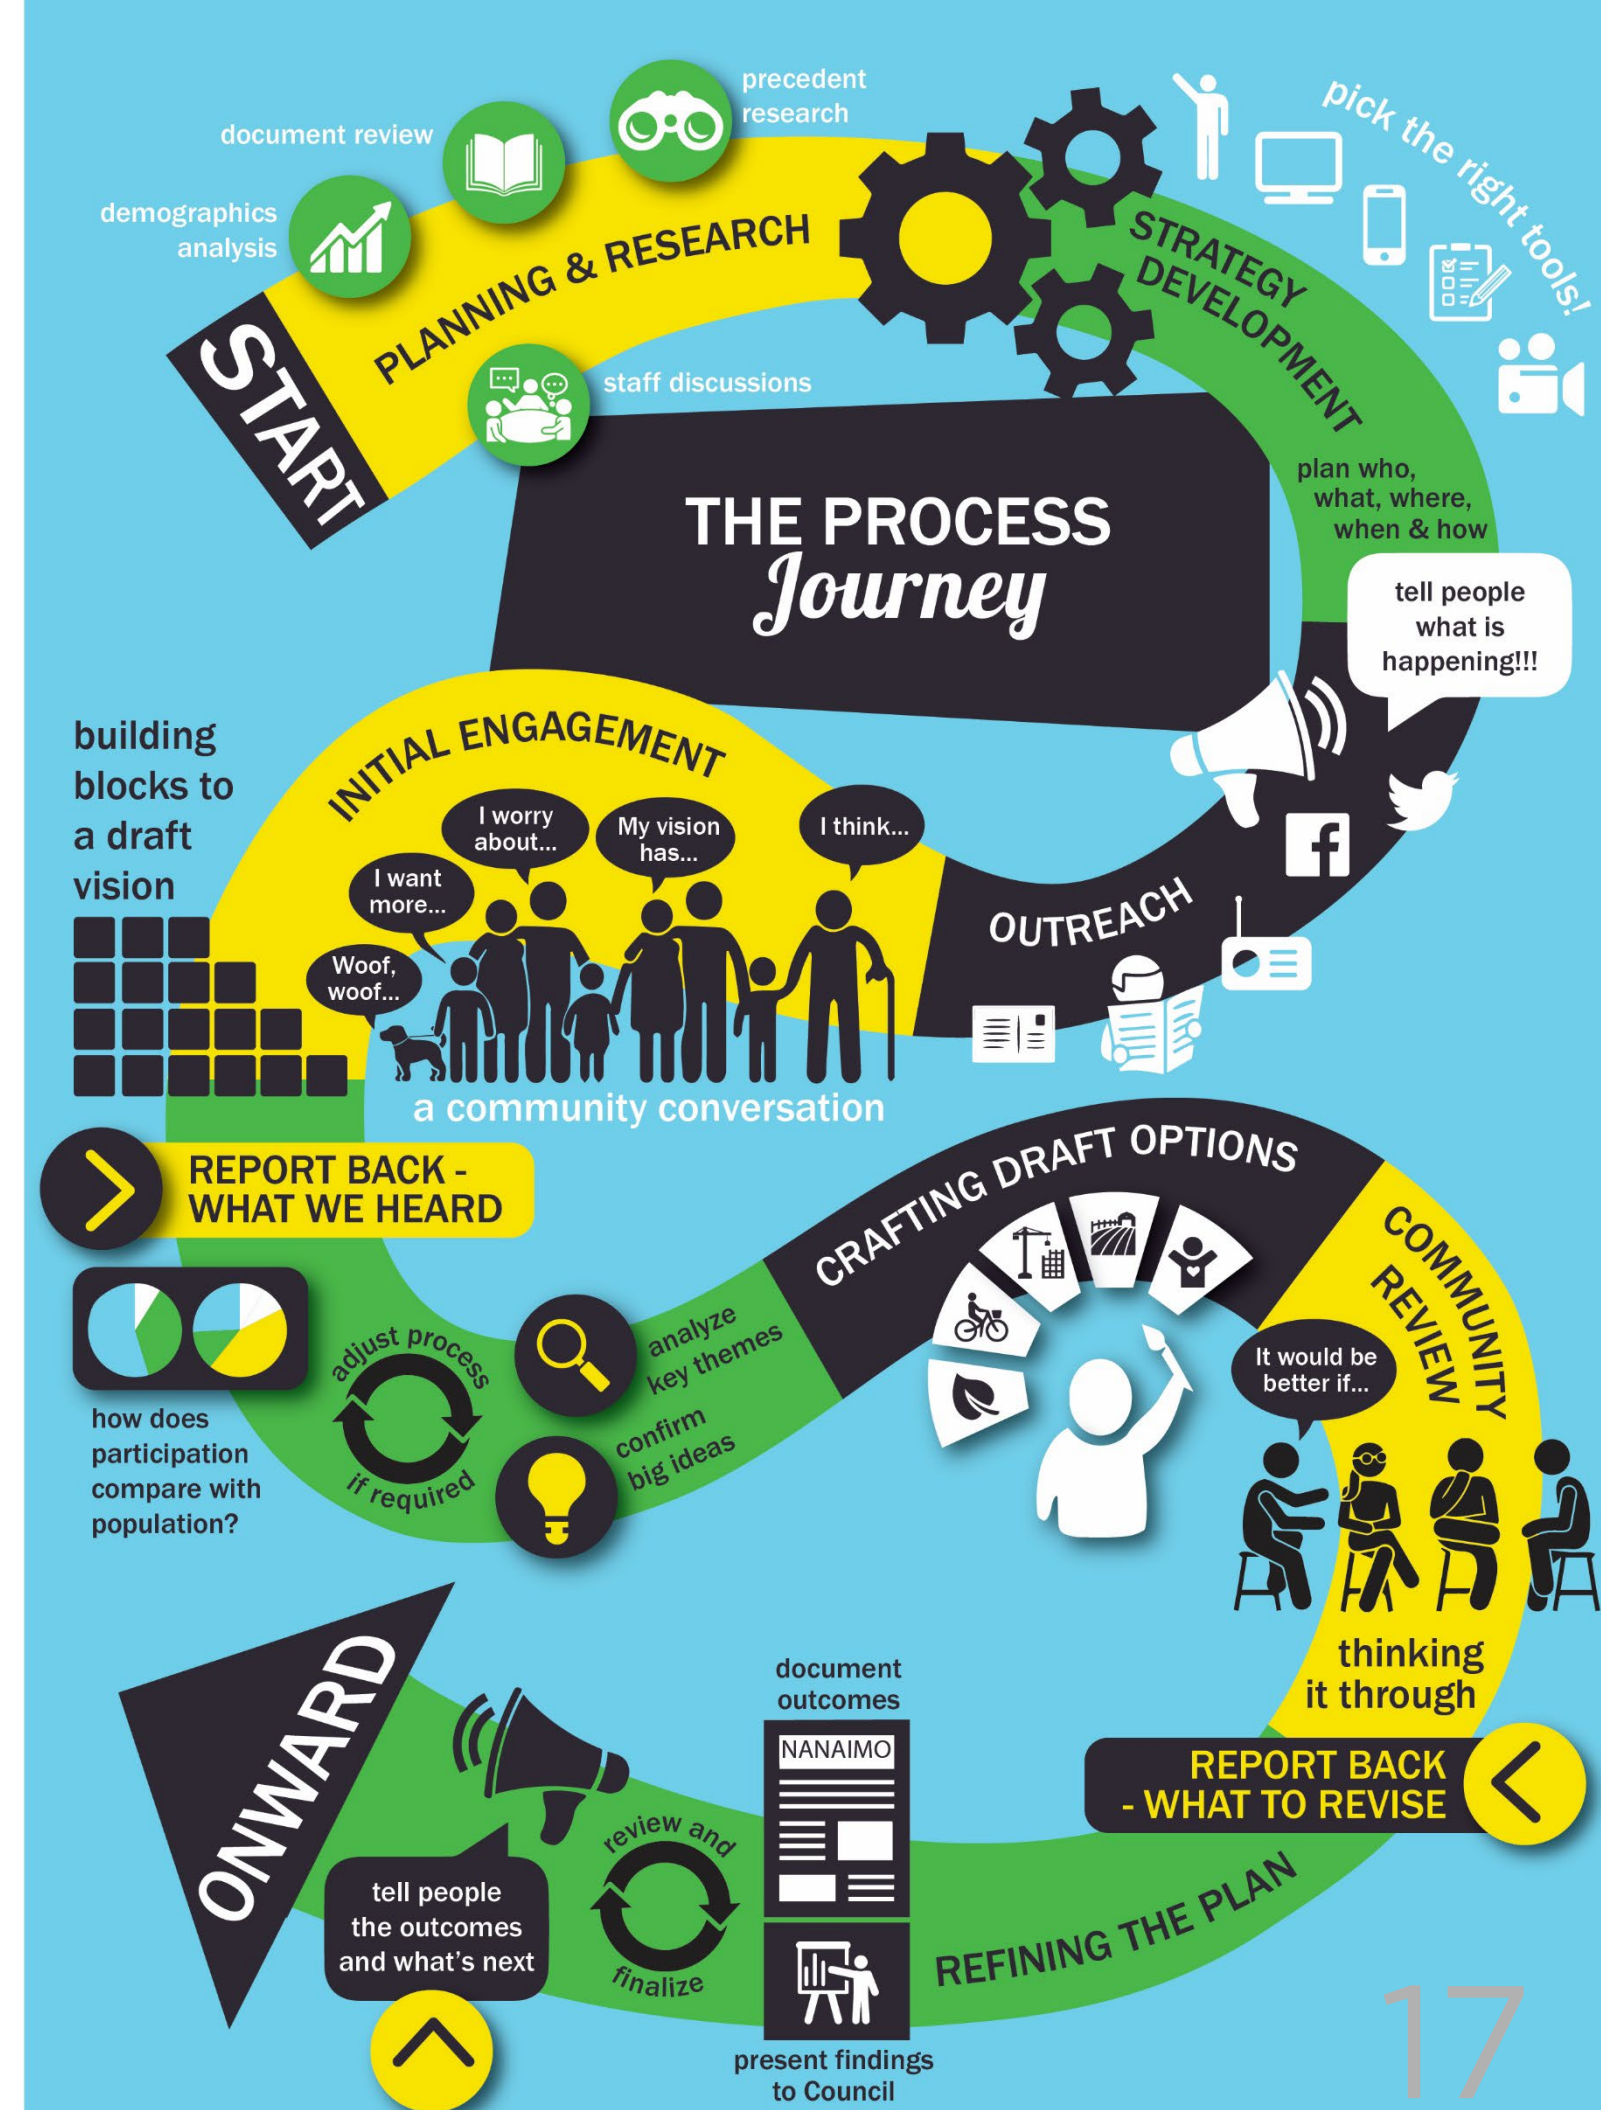 START
PLANNING & RESEARCH
demographics
analysis
document review
precedent
research
staff discussions
STRATEGY
DEVELOPMENT
pick the right tools!
plan who,
what, where,
when & how
THE PROCESS
Journey
tell people
what is
happening!!!
OUTREACH
INITIAL ENGAGEMENT
I think...
My vision
has...
I worry
about...
I want
more...
Woof,
woof...
a community conversation
building
blocks to
a draft
vision
REPORT BACK -
WHAT WE HEARD
how does
participation
compare with
population?
adjust process
if required
analyze
key themes
confirm
big ideas
CRAFTING DRAFT OPTIONS
COMMUNITY
REVIEW
It would be
better if...
thinking
it through
REPORT BACK
- WHAT TO REVISE
REFINING THE PLAN
document
outcomes
NANAIMO
present findings
to Council
review and
finalize
tell people
the outcomes
and what's next
ONWARD
17